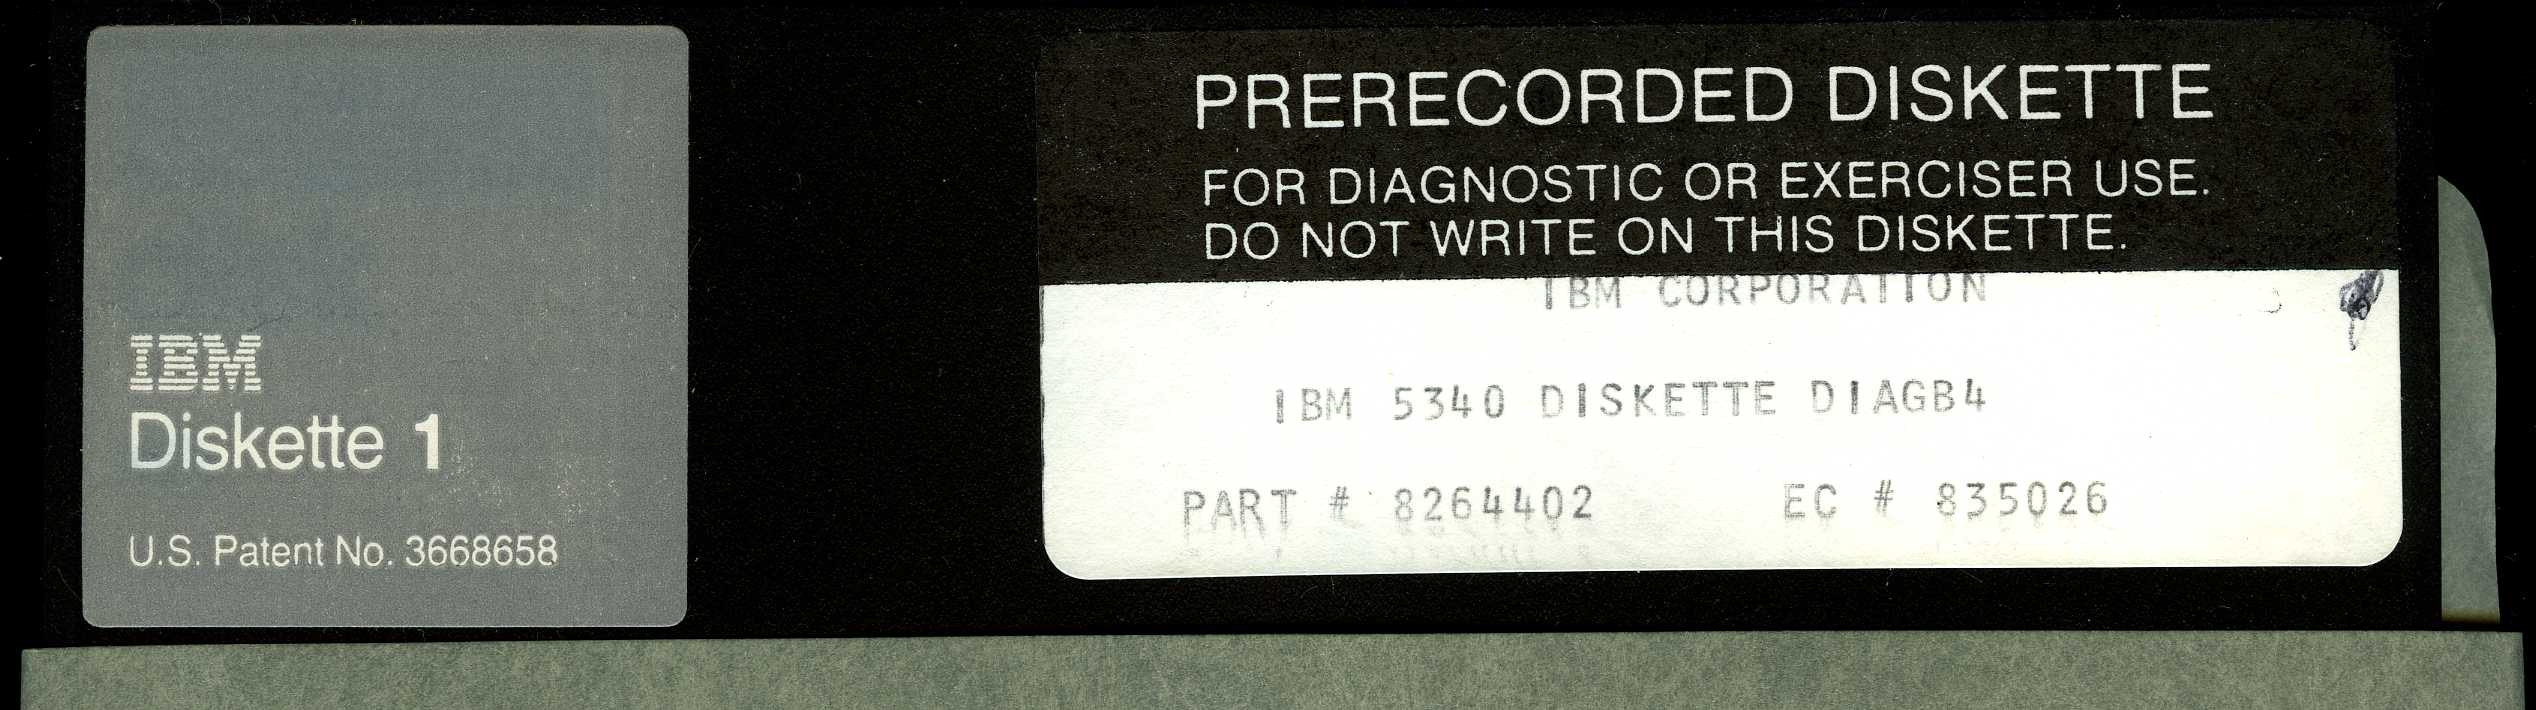 IBM
Diskette 1
U.S. Patent No. 3668658
PRERECORDED DISKETTE
FOR DIAGNOSTIC OR EXERCISER USE.
DO NOT WRITE ON THIS DISKETTE.
IBM CORPORATION
IBM 5340 DISKETTE DIAGB4
PART # 8264402 EC # 835026